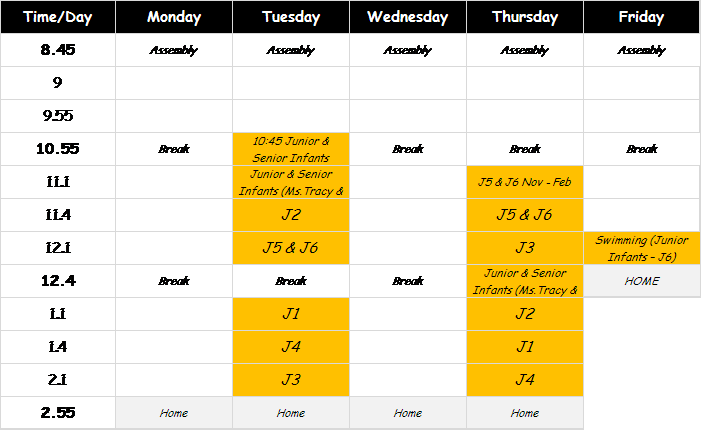 Time/Day Monday Tuesday Wednesday Thursday Friday
8.45 Assembly Assembly Assembly Assembly Assembly
9
9.55
10.55 Break 10:45 Junior & Senior Infants Break Break Break
11.1 Junior & Senior Infants (Ms.Tracy & J5 & J6 Nov - Feb
11.4 J2 J5 & J6
12.1 J5 & J6 J3 Swimming (Junior Infants - J6)
12.4 Break Break Break Junior & Senior Infants (Ms.Tracy & HOME
1.1 J1 J2
1.4 J4 J1
2.1 J3 J4
2.55 Home Home Home Home